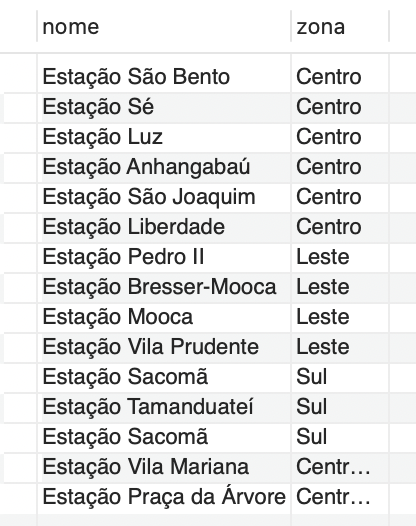 nome zona
Estação São Bento Centro
Estação Sé Centro
Estação Luz Centro
Estação Anhangabaú Centro
Estação São Joaquim Centro
Estação Liberdade Centro
Estação Pedro II Leste
Estação Bresser-Mooca Leste
Estação Mooca Leste
Estação Vila Prudente Leste
Estação Sacomã Sul
Estação Tamanduateí Sul
Estação Sacomã Sul
Estação Vila Mariana Centr...
Estação Praça da Árvore Centr...